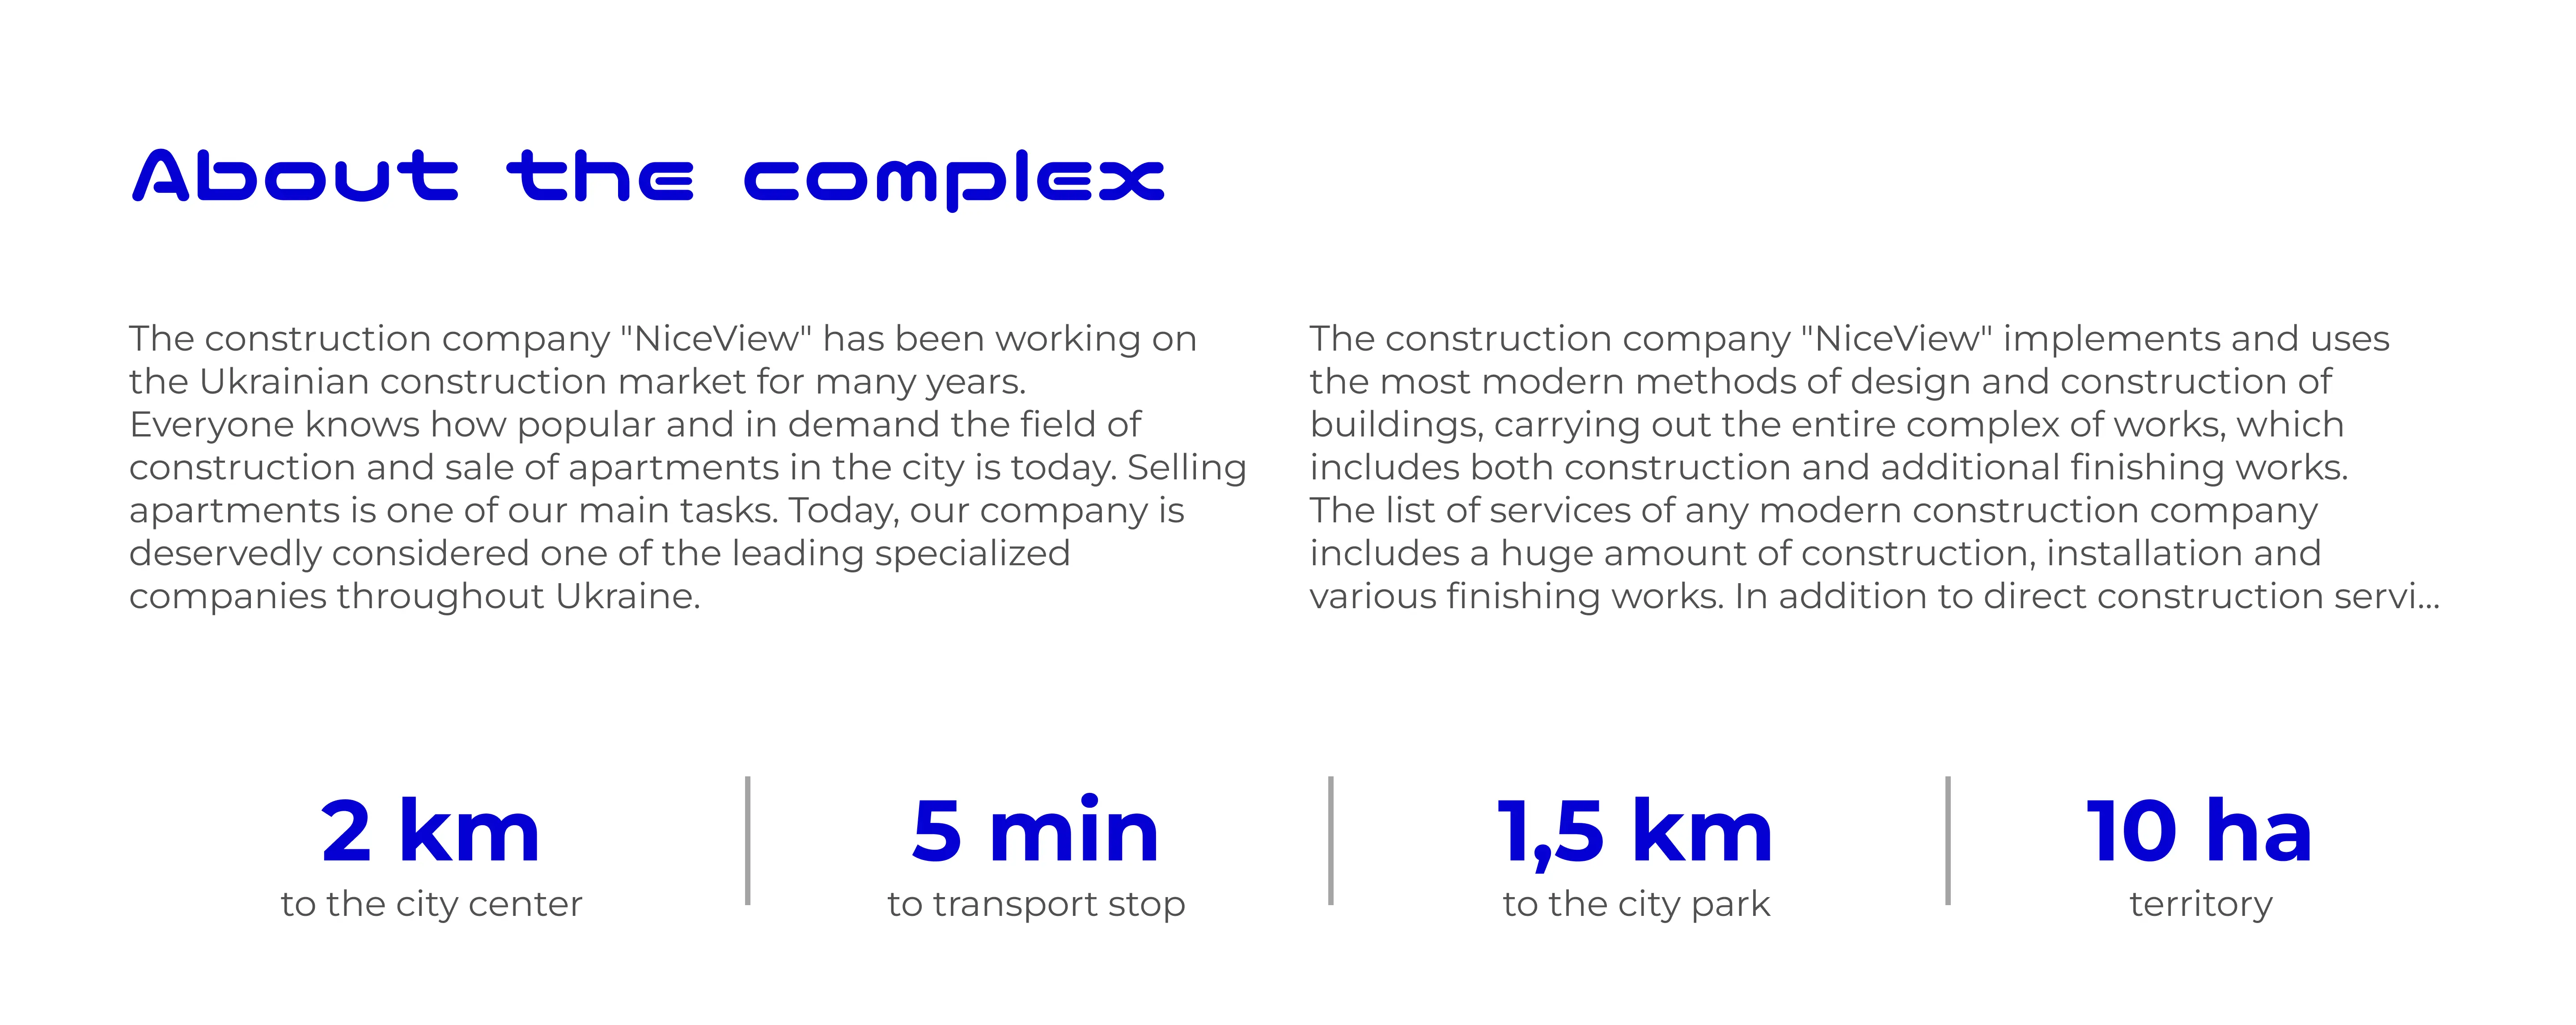 About the complex
The construction company "NiceView" has been working on
the Ukrainian construction market for many years.
Everyone knows how popular and in demand the field of
construction and sale of apartments in the city is today. Selling
apartments is one of our main tasks. Today, our company is
deservedly considered one of the leading specialized
companies throughout Ukraine.
The construction company "NiceView" implements and uses
the most modern methods of design and construction of
buildings, carrying out the entire complex of works, which
includes both construction and additional finishing works.
The list of services of any modern construction company
includes a huge amount of construction, installation and
various finishing works. In addition to direct construction servi...
2 km
to the city center
5 min
to transport stop
1,5 km
to the city park
10 ha
territory